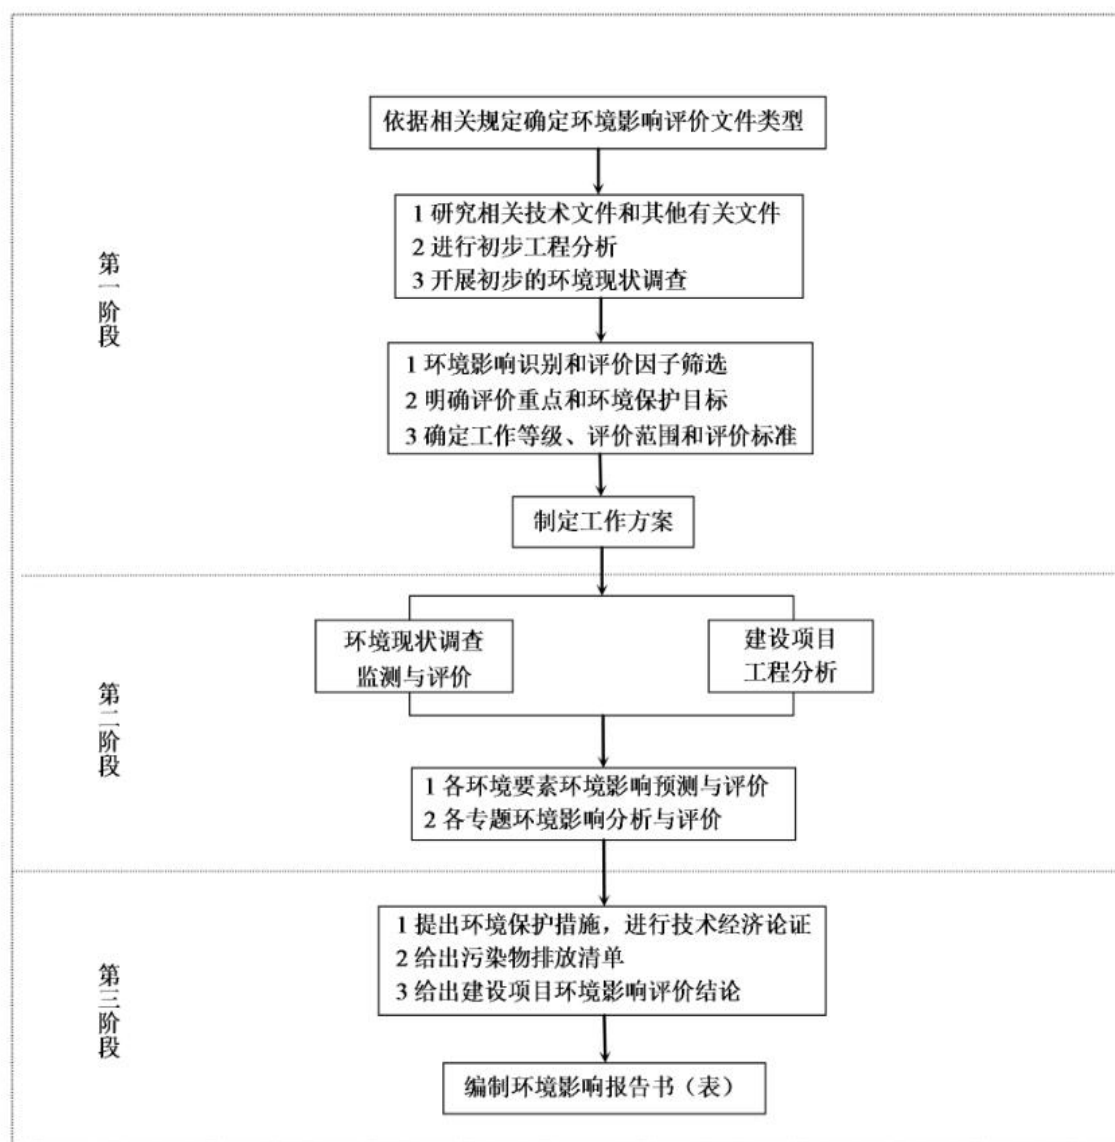 依据相关规定确定环境影响评价文件类型
1 研究相关技术文件和其他有关文件
2 进行初步工程分析
3 开展初步的环境现状调查
第一阶段
1 环境影响识别和评价因子筛选
2 明确评价重点和环境保护目标
3 确定工作等级、评价范围和评价标准
制定工作方案
环境现状调查
监测与评价
建设项目
工程分析
第二阶段
1 各环境要素环境影响预测与评价
2 各专题环境影响分析与评价
1 提出环境保护措施，进行技术经济论证
2 给出污染物排放清单
3 给出建设项目环境影响评价结论
第三阶段
编制环境影响报告书（表）